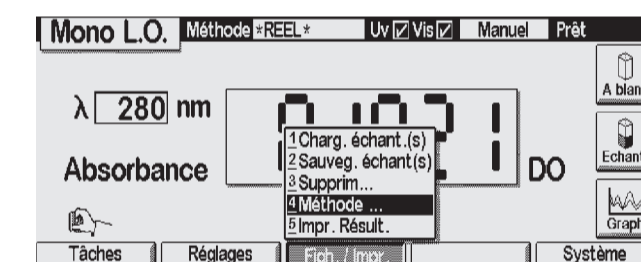 Mono L.O. Méthode *REEL* Uv Vis Manuel Prêt
A blan
λ 280 nm
1 Charg. échant.(s)
2 Sauveg. échant(s)
3 Supprim...
4 Méthode ...
5 Impr. Résult.
Absorbance
DO
Echant
Graph
Tâches Réglages Fich. / Impr. Système